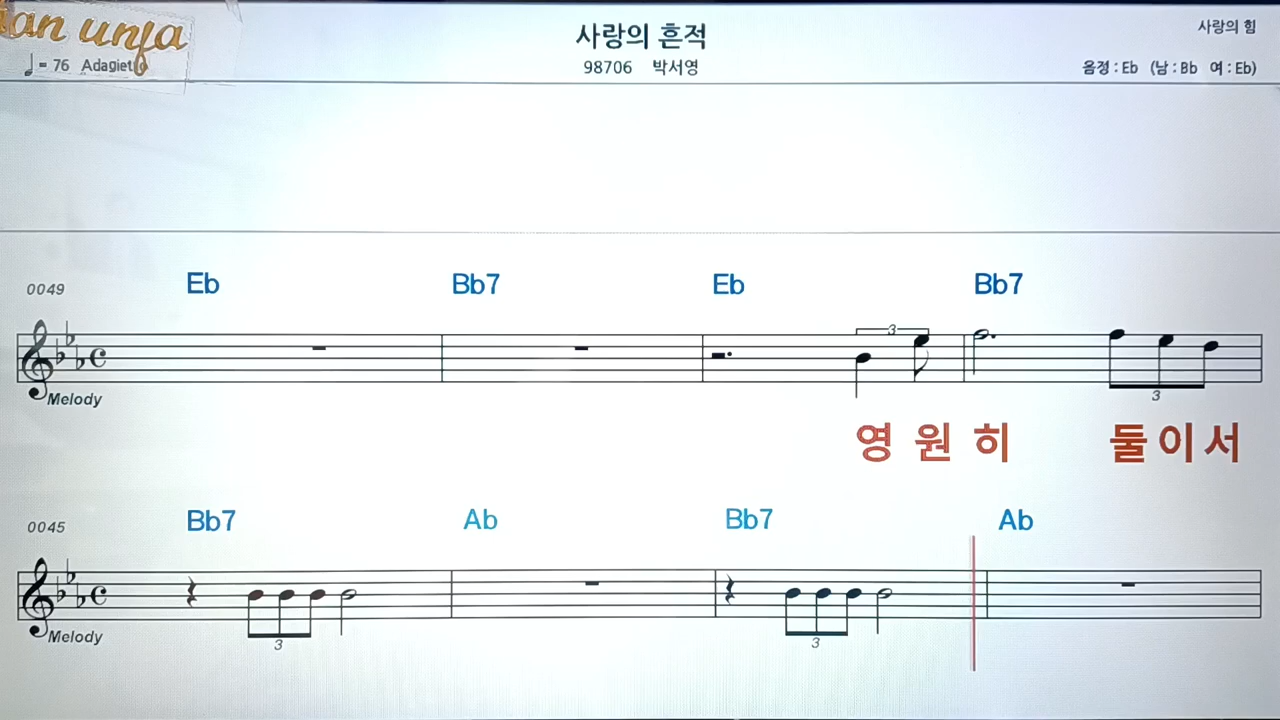 an unja
사랑의 흔적
사랑의 힘
♩= 76 Adagietto
98706 박서영
음정 : Eb (남 : Bb 여 : Eb)
0049 Eb Bb7 Eb Bb7
3
Melody
3
영 원 히 둘 이 서
0045 Bb7 Ab Bb7 Ab
Melody
3 3